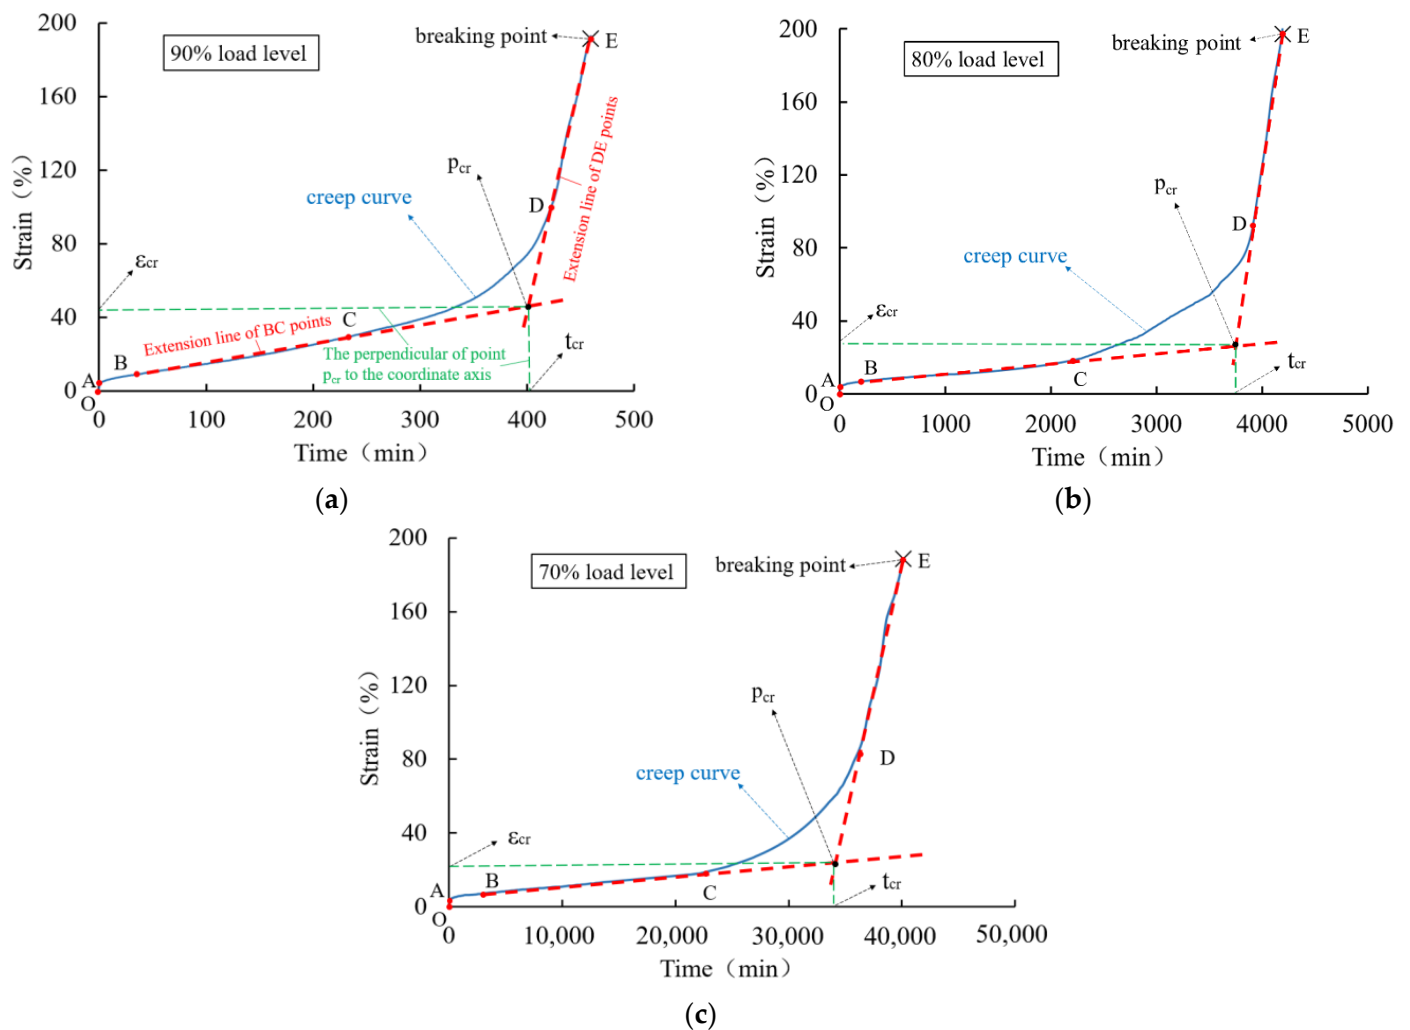 200
160
120
80
40
0
Strain（%）
90% load level
breaking point
E
Pcr
creep curve
D
Extension line of DE points
εcr
C
Extension line of BC points
B
The perpendicular of point
pcr to the coordinate axis
tcr
A
O
0
100
200
300
400
500
Time（min）
(a)
200
160
120
80
40
0
Strain（%）
80% load level
breaking point
E
pcr
D
creep curve
εcr
B
C
tcr
A
O
0
1000
2000
3000
4000
5000
Time（min）
(b)
200
160
120
80
40
0
Strain（%）
70% load level
breaking point
E
pcr
D
creep curve
εcr
A
B
C
tcr
O
0
10,000
20,000
30,000
40,000
50,000
Time（min）
(c)